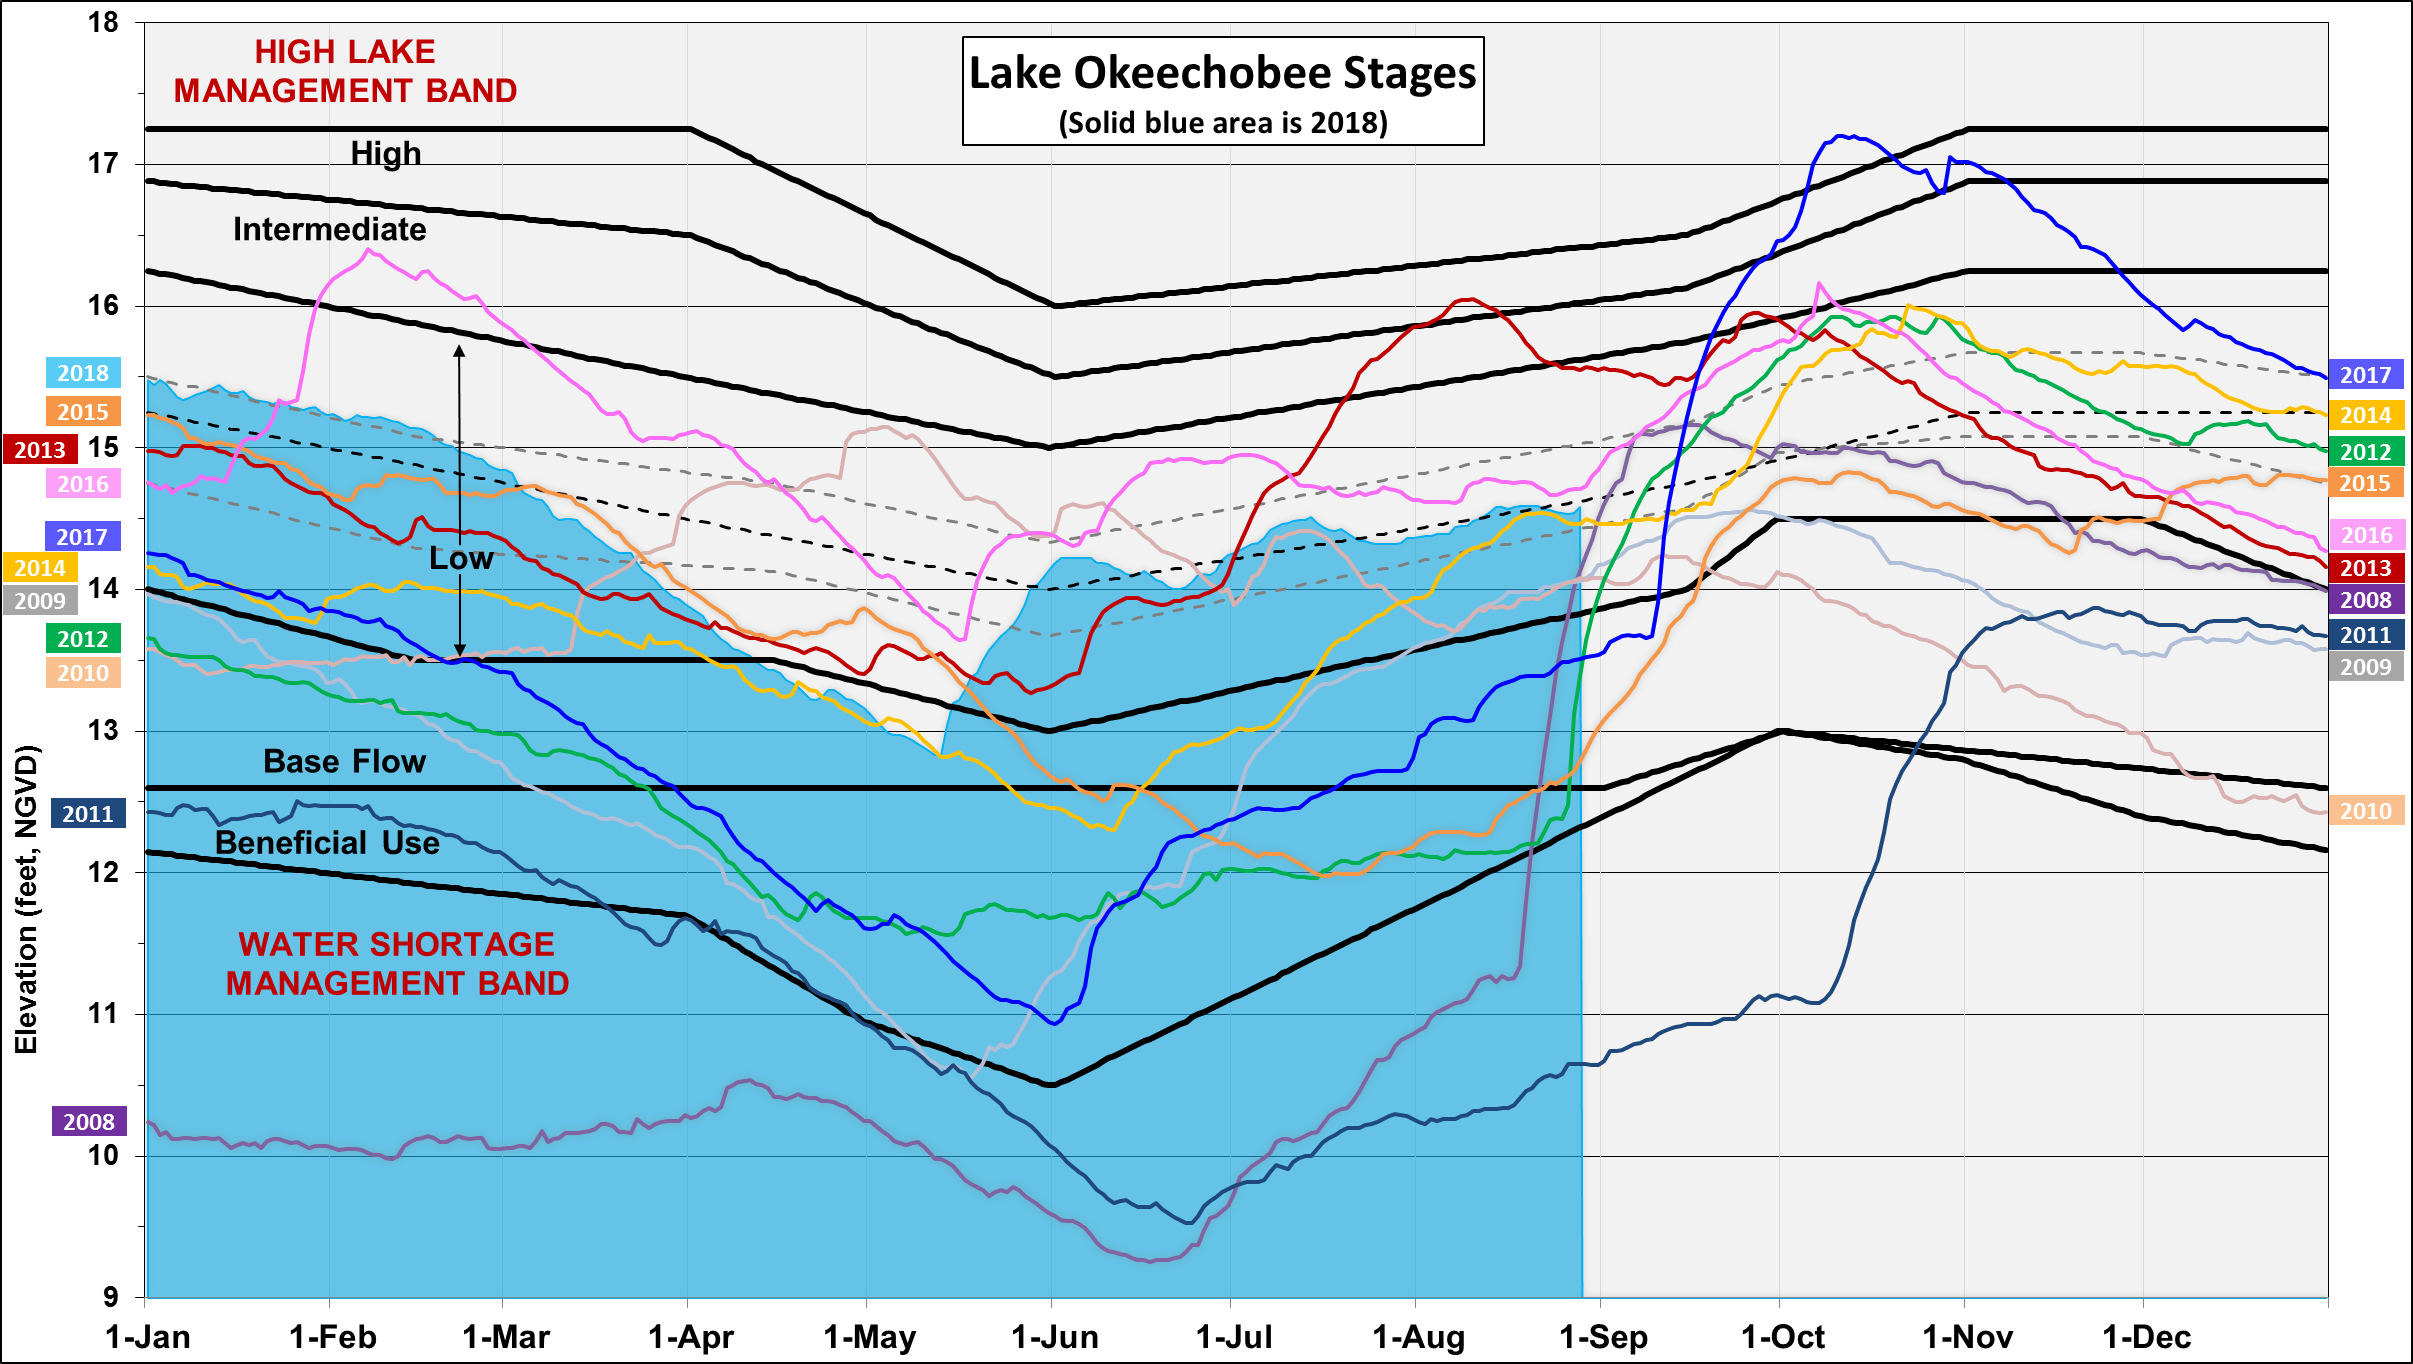 Lake Okeechobee Stages
(Solid blue area is 2018)
HIGH LAKE
MANAGEMENT BAND
High
Intermediate
Low
Base Flow
Beneficial Use
WATER SHORTAGE
MANAGEMENT BAND
Elevation (feet, NGVD)
18
17
16
15
14
13
12
11
10
9
2018
2015
2013
2016
2017
2014
2009
2012
2010
2011
2008
2017
2014
2012
2015
2016
2013
2008
2011
2009
2010
1-Jan 1-Feb 1-Mar 1-Apr 1-May 1-Jun 1-Jul 1-Aug 1-Sep 1-Oct 1-Nov 1-Dec